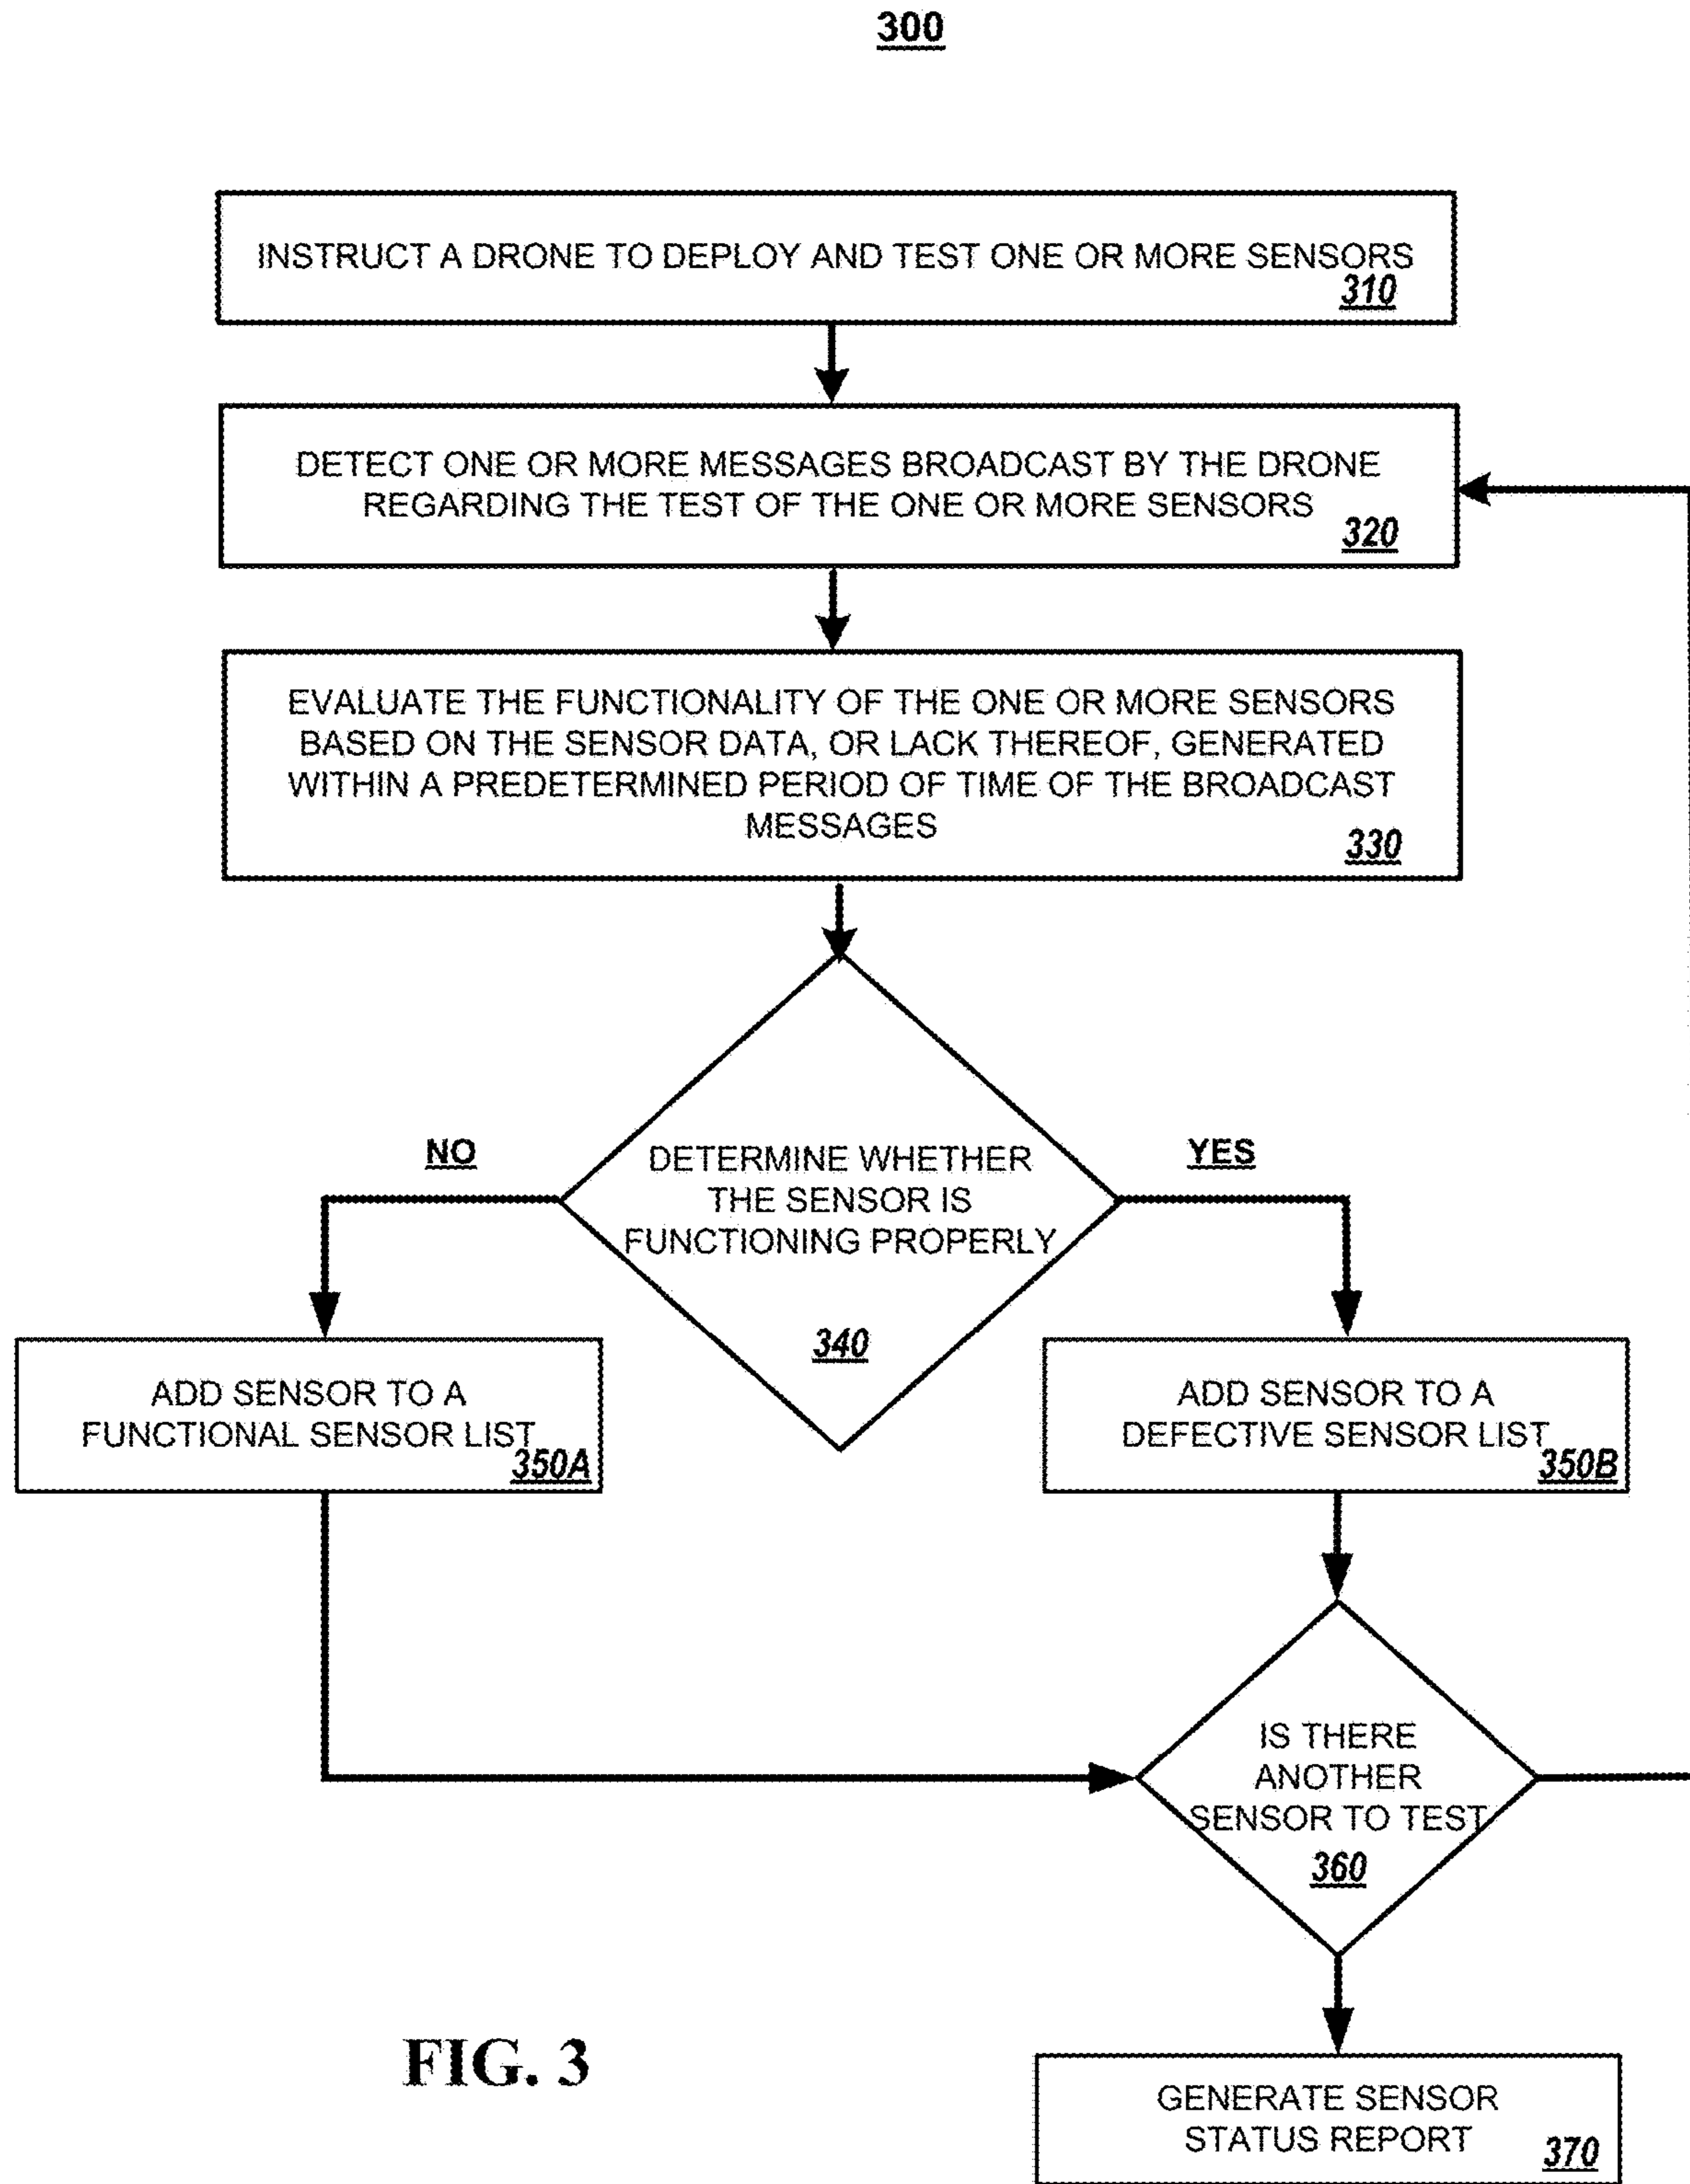 300
INSTRUCT A DRONE TO DEPLOY AND TEST ONE OR MORE SENSORS
310
DETECT ONE OR MORE MESSAGES BROADCAST BY THE DRONE
REGARDING THE TEST OF THE ONE OR MORE SENSORS
320
EVALUATE THE FUNCTIONALITY OF THE ONE OR MORE SENSORS
BASED ON THE SENSOR DATA, OR LACK THEREOF, GENERATED
WITHIN A PREDETERMINED PERIOD OF TIME OF THE BROADCAST
MESSAGES
330
NO
YES
DETERMINE WHETHER
THE SENSOR IS
FUNCTIONING PROPERLY
340
ADD SENSOR TO A
FUNCTIONAL SENSOR LIST
350A
ADD SENSOR TO A
DEFECTIVE SENSOR LIST
350B
IS THERE
ANOTHER
SENSOR TO TEST
360
GENERATE SENSOR
STATUS REPORT
370
FIG. 3